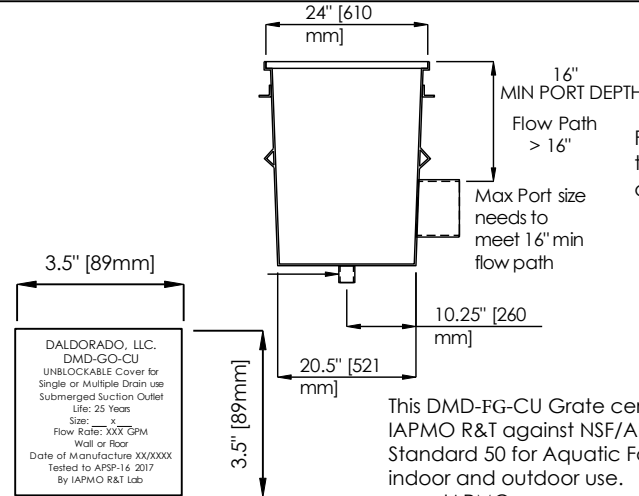 24" [610
mm]
16"
MIN PORT DEPTH
Flow Path
> 16"
Max Port size
needs to
meet 16" min
flow path
3.5" [89mm]
10.25" [260
mm]
20.5" [521
mm]
3.5" [89mm]
DALDORADO, LLC.
DMD-GO-CU
UNBLOCKABLE Cover for
Single or Multiple Drain use
Submerged Suction Outlet
Life: 25 Years
Size: __ x __
Flow Rate: XXX GPM
Wall or Floor
Date of Manufacture XX/XXXX
Tested to APSP-16 2017
By IAPMO R&T Lab
This DMD-FG-CU Grate
IAPMO R&T against
Standard 50 for Aquatic
indoor and outdoor use.